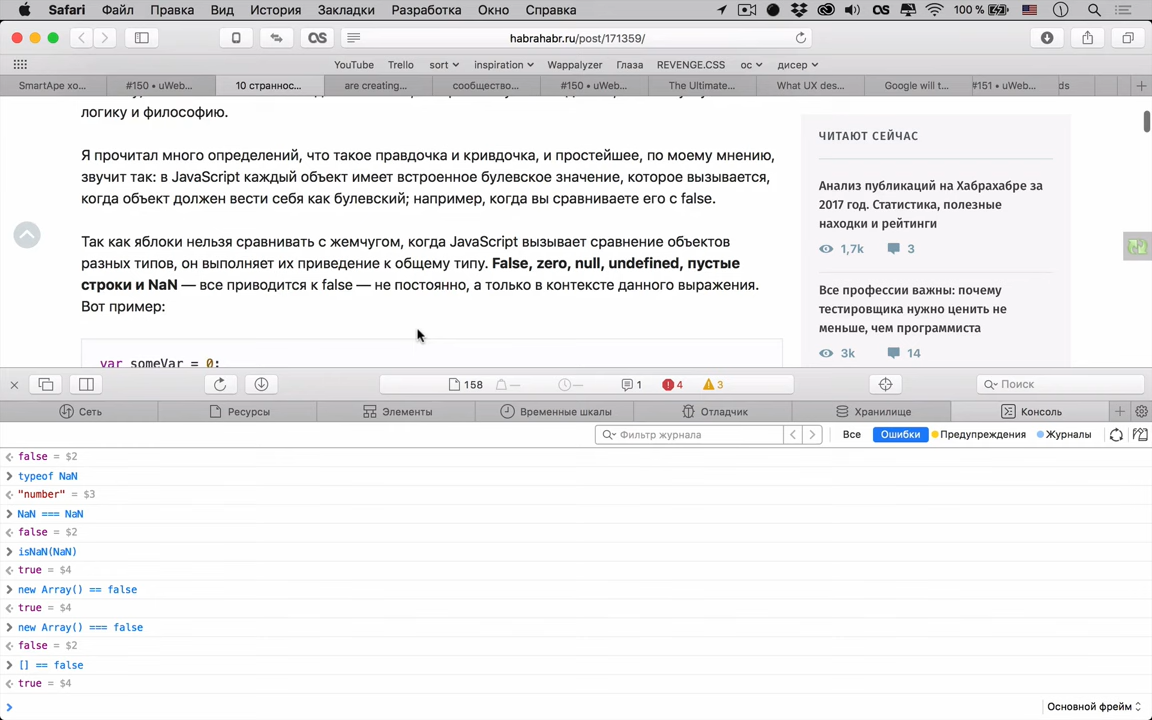 Safari Файл Правка Вид История Закладки Разработка Окно Справка 100 %
habrahabr.ru/post/171359/
YouTube Trello sort inspiration Wappalyzer Глаза REVENGE.CSS ос дисер
SmartApe хо... #150 • uWeb... 10 страннос... are creating... сообщество... #150 • uWeb... The Ultimate... What UX des... Google will t... #151 • uWeb... ds
логику и философию.
Я прочитал много определений, что такое правдочка и кривдочка, и простейшее, по моему мнению,
звучит так: в JavaScript каждый объект имеет встроенное булевское значение, которое вызывается,
когда объект должен вести себя как булевский; например, когда вы сравниваете его с false.
Так как яблоки нельзя сравнивать с жемчугом, когда JavaScript вызывает сравнение объектов
разных типов, он выполняет их приведение к общему типу. False, zero, null, undefined, пустые
строки и NaN — все приводится к false — не постоянно, а только в контексте данного выражения.
Вот пример:
var someVar = 0;
ЧИТАЮТ СЕЙЧАС
Анализ публикаций на Хабрахабре за
2017 год. Статистика, полезные
находки и рейтинги
1,7k 3
Все профессии важны: почему
тестировщика нужно ценить не
меньше, чем программиста
3k 14
158 — — 1 4 3 Поиск
Сеть Ресурсы Элементы Временные шкалы Отладчик Хранилище Консоль
Фильтр журнала Все Ошибки Предупреждения Журналы
false = $2
typeof NaN
"number" = $3
NaN === NaN
false = $2
isNaN(NaN)
true = $4
new Array() == false
true = $4
new Array() === false
false = $2
[] == false
true = $4
Основной фрейм